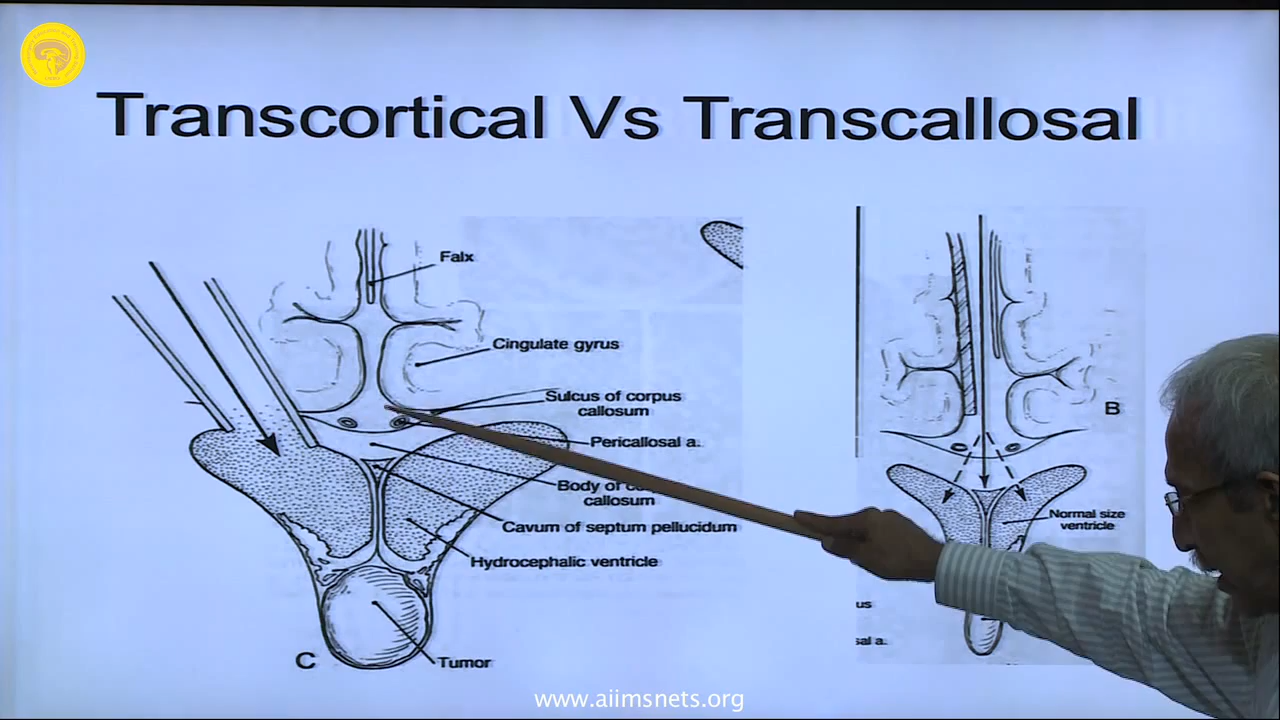 Transcortical Vs Transcallosal
Falx
Cingulate gyrus
Sulcus of corpus
callosum
Pericallosal a.
Body of
callosum
Cavum of septum pellucidum
Hydrocephalic ventricle
Tumor
C
B
Normal size
ventricle
us
sal a.
www.aiimsnets.org